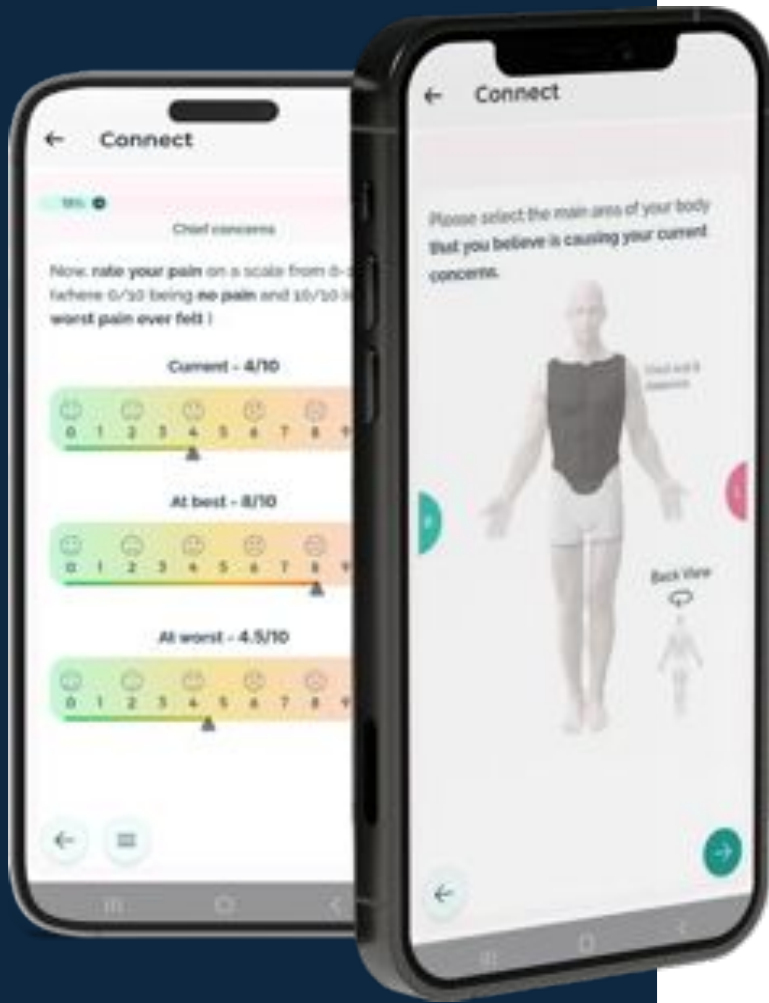 Connect
Chief concerns
Now, rate your pain on a scale from 0-
(where 0/10 being no pain and 10/10
worst pain ever felt )
Current - 4/10
0 1 2 3 4 5 6 7 8 9
At best - 8/10
0 1 2 3 4 5 6 7 8 9
At worst - 4.5/10
0 1 2 3 4 5 6 7 8 9
Connect
Please select the main area of your body
that you believe is causing your current
concerns.
Back View